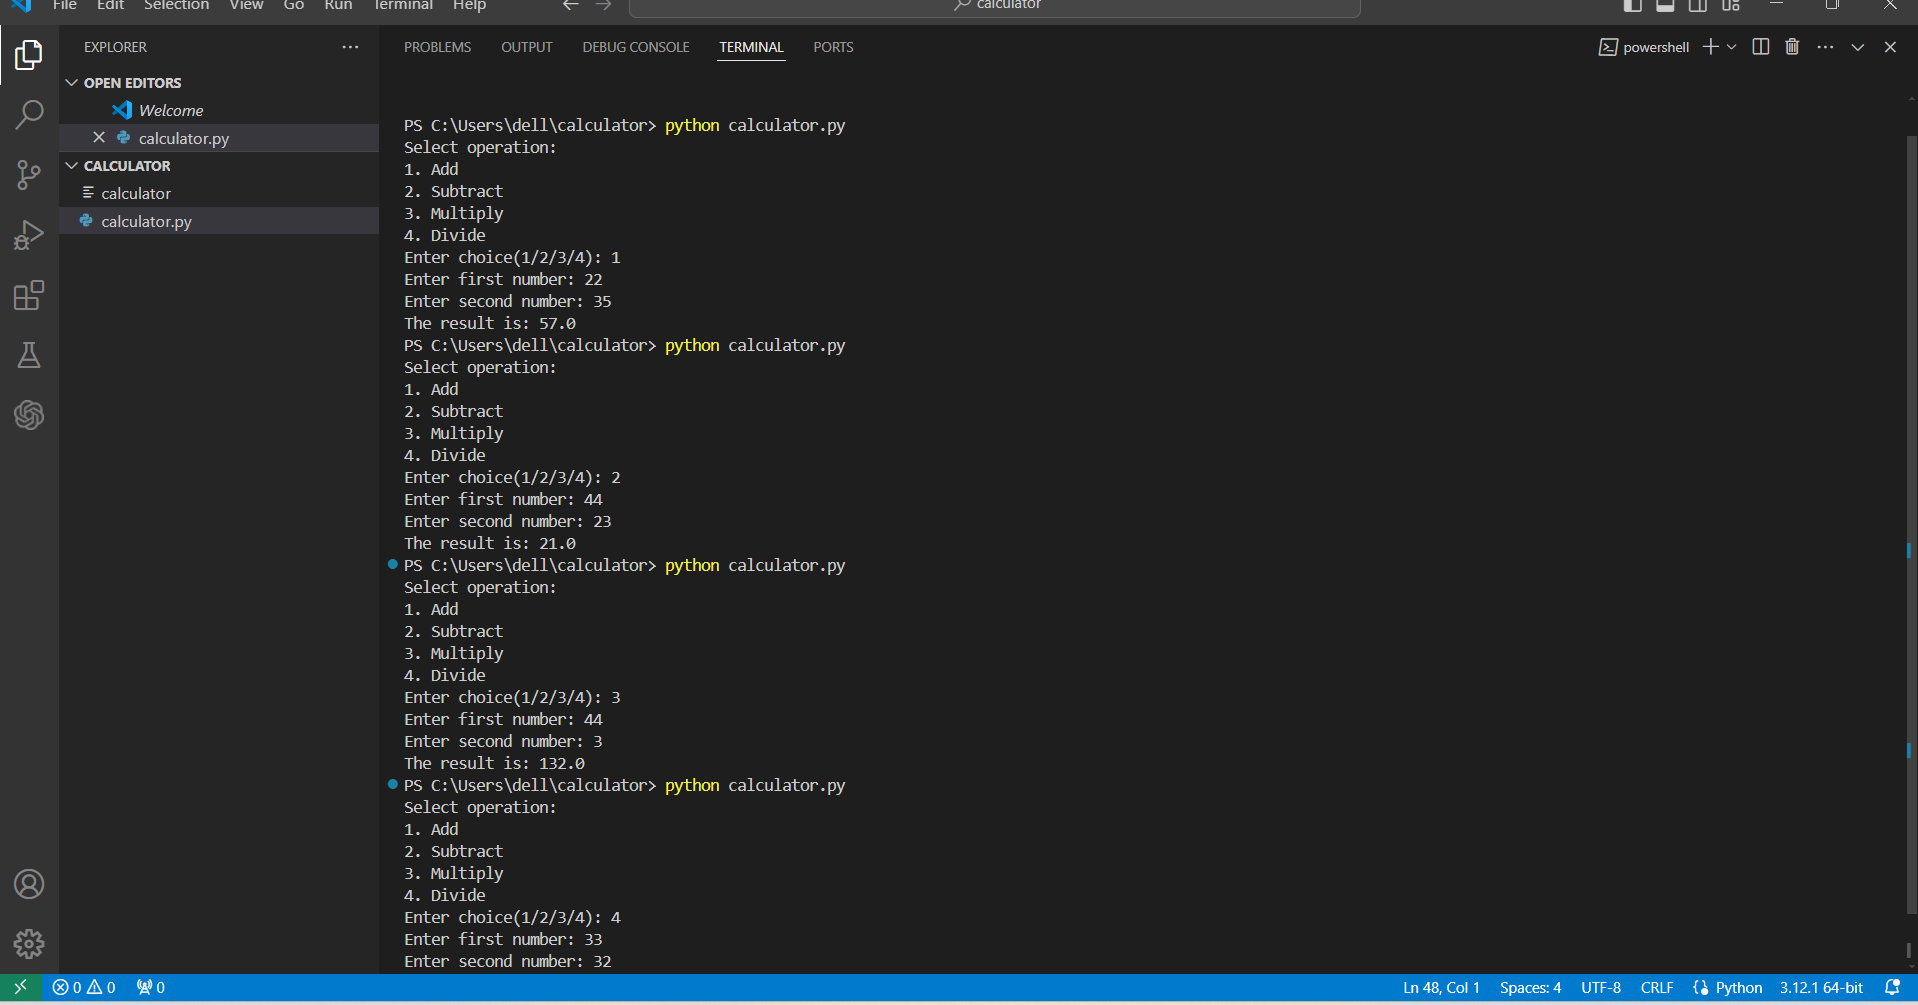 File Edit Selection View Go Run Terminal Help calculator
EXPLORER
OPEN EDITORS
Welcome
calculator.py
CALCULATOR
calculator
calculator.py
PROBLEMS OUTPUT DEBUG CONSOLE TERMINAL PORTS powershell
PS C:\Users\dell\calculator> python calculator.py
Select operation:
1. Add
2. Subtract
3. Multiply
4. Divide
Enter choice(1/2/3/4): 1
Enter first number: 22
Enter second number: 35
The result is: 57.0
PS C:\Users\dell\calculator> python calculator.py
Select operation:
1. Add
2. Subtract
3. Multiply
4. Divide
Enter choice(1/2/3/4): 2
Enter first number: 44
Enter second number: 23
The result is: 21.0
PS C:\Users\dell\calculator> python calculator.py
Select operation:
1. Add
2. Subtract
3. Multiply
4. Divide
Enter choice(1/2/3/4): 3
Enter first number: 44
Enter second number: 3
The result is: 132.0
PS C:\Users\dell\calculator> python calculator.py
Select operation:
1. Add
2. Subtract
3. Multiply
4. Divide
Enter choice(1/2/3/4): 4
Enter first number: 33
Enter second number: 32
0 0 0 Ln 48, Col 1 Spaces: 4 UTF-8 CRLF Python 3.12.1 64-bit